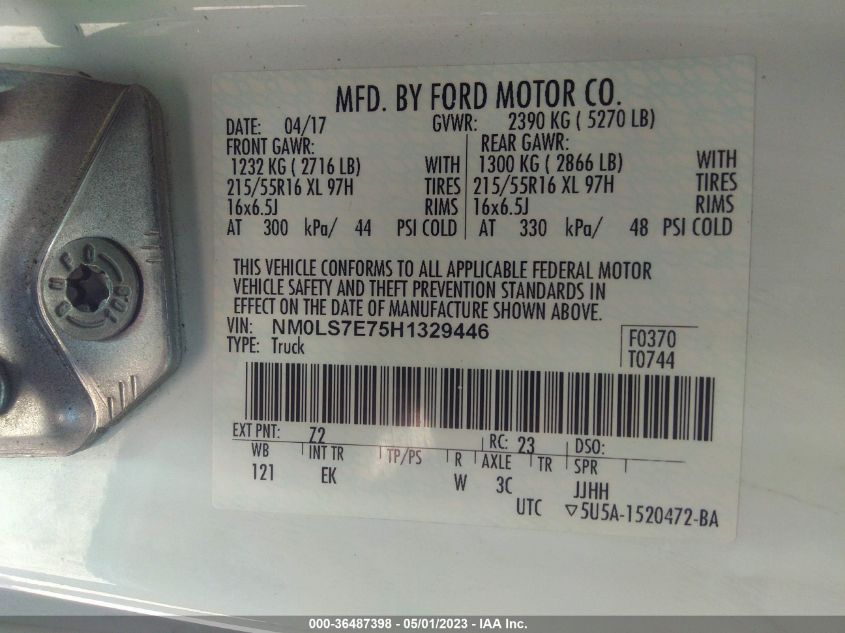 MFD. BY FORD MOTOR CO.
DATE: 04/17 GVWR: 2390 KG ( 5270 LB)
FRONT GAWR: REAR GAWR:
1232 KG ( 2716 LB) WITH 1300 KG ( 2866 LB) WITH
215/55R16 XL 97H TIRES 215/55R16 XL 97H TIRES
16x6.5J RIMS 16x6.5J RIMS
AT 300 kPa/ 44 PSI COLD AT 330 kPa/ 48 PSI COLD
THIS VEHICLE CONFORMS TO ALL APPLICABLE FEDERAL MOTOR
VEHICLE SAFETY AND THEFT PREVENTION STANDARDS IN
EFFECT ON THE DATE OF MANUFACTURE SHOWN ABOVE.
VIN: NM0LS7E75H1329446 F0370
TYPE: Truck T0744
EXT PNT: Z2 RC: 23 DSO:
WB INT TR TP/PS R AXLE TR SPR
121 EK W 3C JJHH
UTC ▽5U5A-1520472-BA
000-36487398 - 05/01/2023 - IAA Inc.